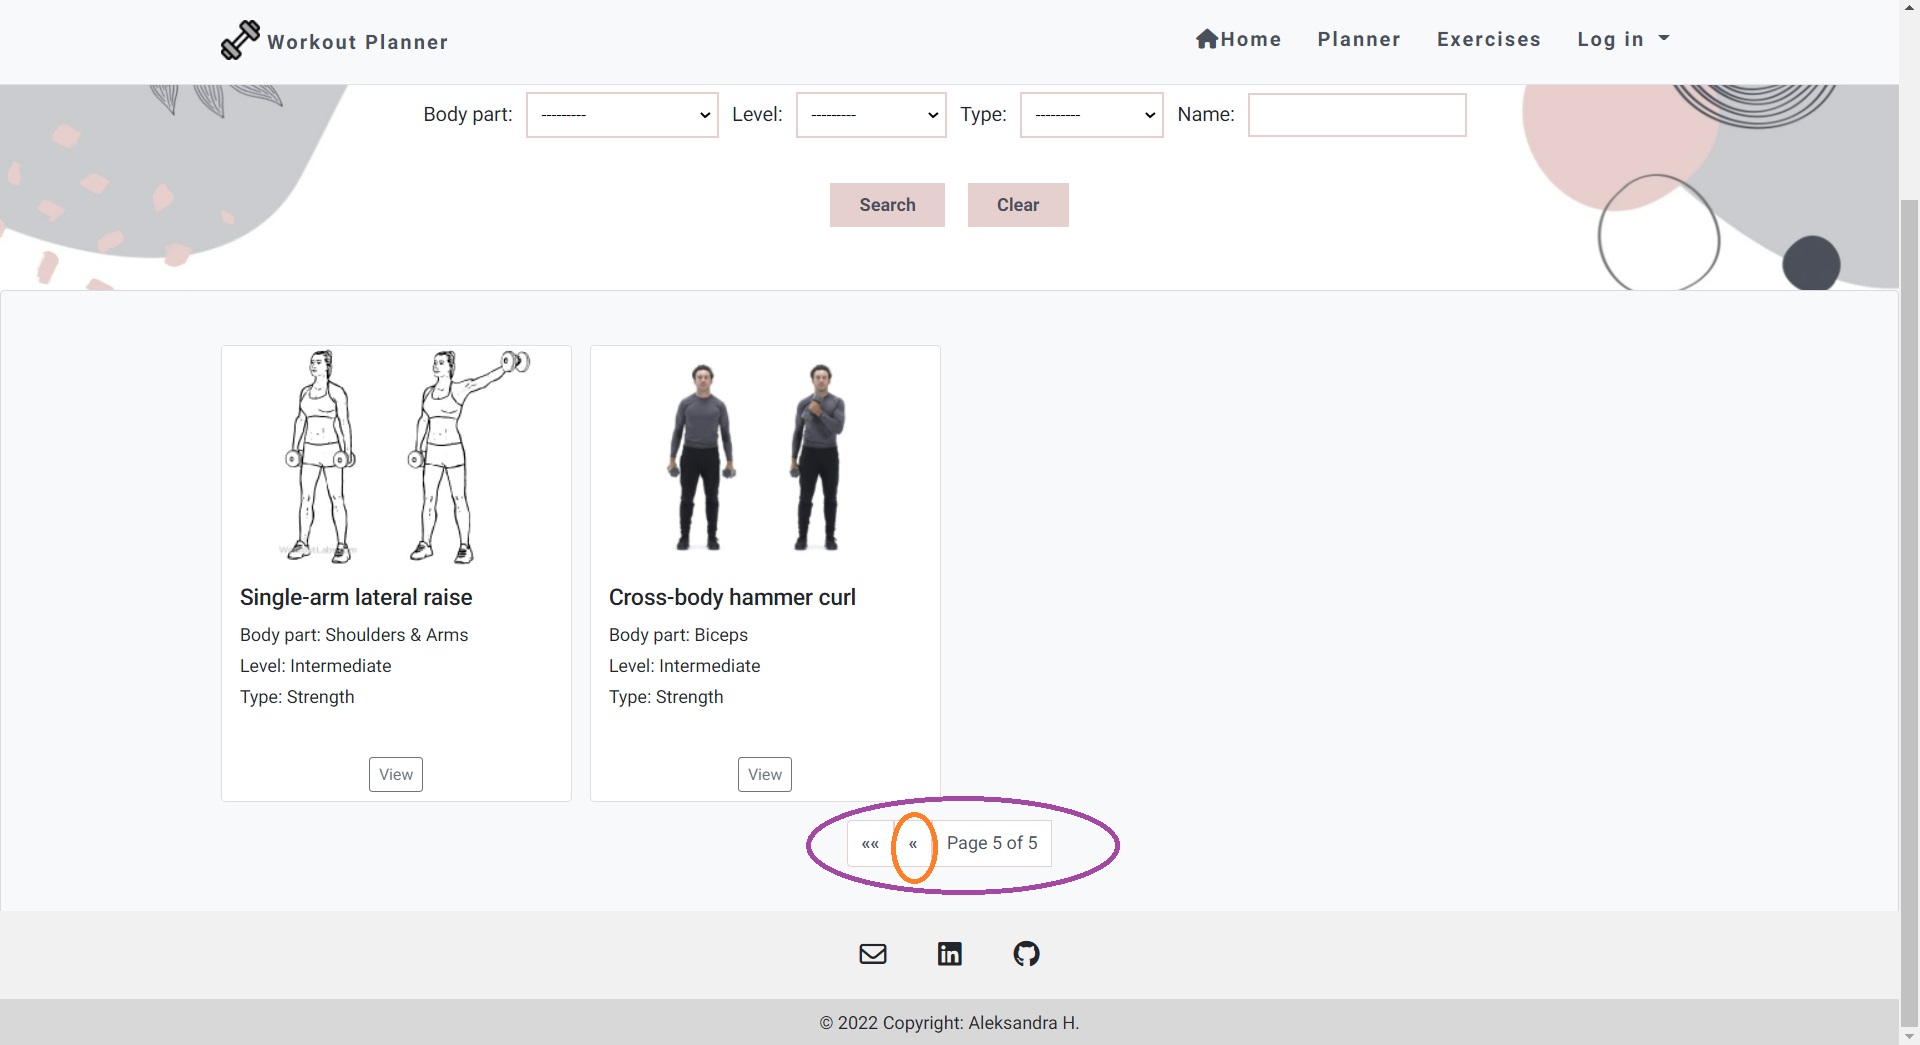 Workout Planner Home Planner Exercises Log in
Body part: --------- Level: --------- Type: --------- Name:
Search Clear
Single-arm lateral raise
Body part: Shoulders & Arms
Level: Intermediate
Type: Strength
View
Cross-body hammer curl
Body part: Biceps
Level: Intermediate
Type: Strength
View
«« « Page 5 of 5
© 2022 Copyright: Aleksandra H.